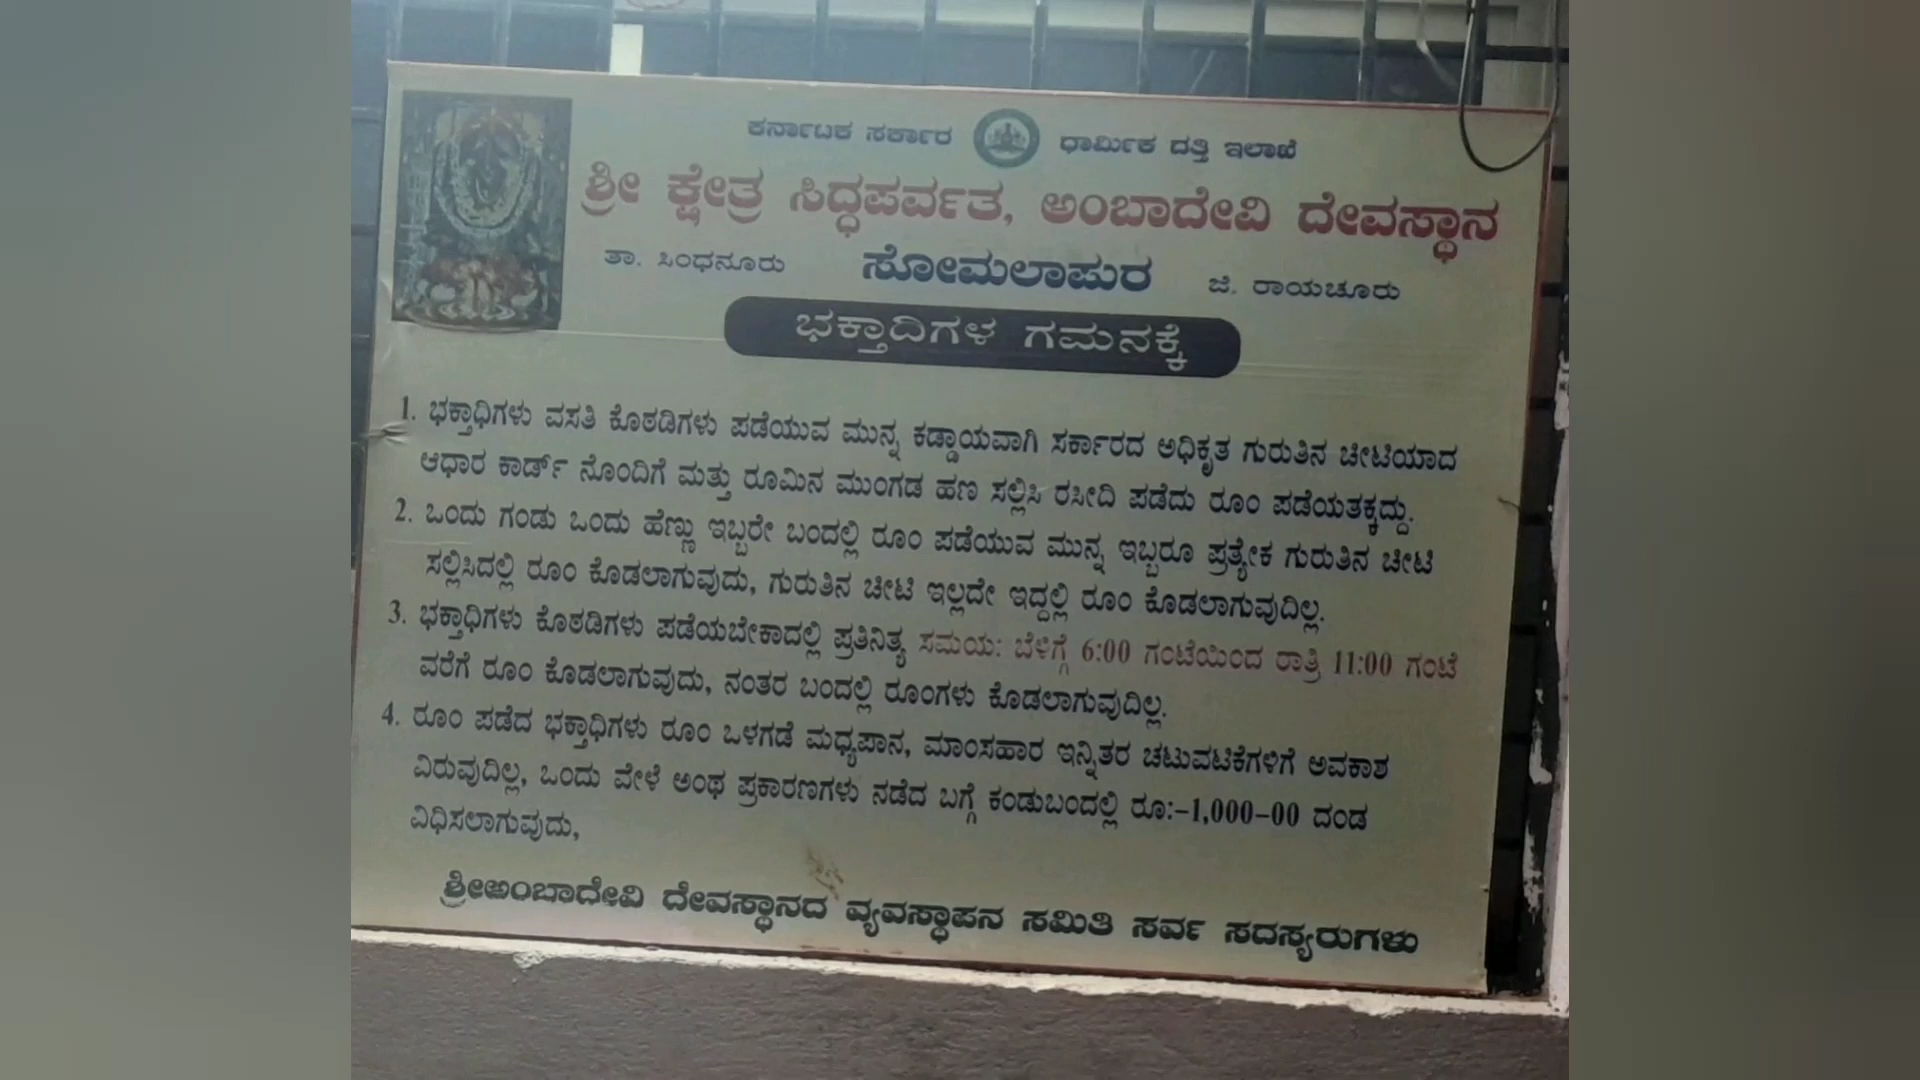 ಕರ್ನಾಟಕ ಸರ್ಕಾರ ಧಾರ್ಮಿಕ ದತ್ತಿ ಇಲಾಖೆ
ಶ್ರೀ ಕ್ಷೇತ್ರ ಸಿದ್ಧಪರ್ವತ, ಅಂಬಾದೇವಿ ದೇವಸ್ಥಾನ
ತಾ. ಸಿಂಧನೂರು ಸೋಮಲಾಪುರ ಜಿ. ರಾಯಚೂರು
ಭಕ್ತಾದಿಗಳ ಗಮನಕ್ಕೆ
1. ಭಕ್ತಾಧಿಗಳು ವಸತಿ ಕೊಠಡಿಗಳು ಪಡೆಯುವ ಮುನ್ನ ಕಡ್ಡಾಯವಾಗಿ ಸರ್ಕಾರದ ಅಧಿಕೃತ ಗುರುತಿನ ಚೀಟಿಯಾದ
ಆಧಾರ ಕಾರ್ಡ್ ನೊಂದಿಗೆ ಮತ್ತು ರೂಮಿನ ಮುಂಗಡ ಹಣ ಸಲ್ಲಿಸಿ ರಸೀದಿ ಪಡೆದು ರೂಂ ಪಡೆಯತಕ್ಕದ್ದು.
2. ಒಂದು ಗಂಡು ಒಂದು ಹೆಣ್ಣು ಇಬ್ಬರೇ ಬಂದಲ್ಲಿ ರೂಂ ಪಡೆಯುವ ಮುನ್ನ ಇಬ್ಬರೂ ಪ್ರತ್ಯೇಕ ಗುರುತಿನ ಚೀಟಿ
ಸಲ್ಲಿಸಿದಲ್ಲಿ ರೂಂ ಕೊಡಲಾಗುವುದು, ಗುರುತಿನ ಚೀಟಿ ಇಲ್ಲದೇ ಇದ್ದಲ್ಲಿ ರೂಂ ಕೊಡಲಾಗುವುದಿಲ್ಲ.
3. ಭಕ್ತಾಧಿಗಳು ಕೊಠಡಿಗಳು ಪಡೆಯಬೇಕಾದಲ್ಲಿ ಪ್ರತಿನಿತ್ಯ ಸಮಯ: ಬೆಳಿಗ್ಗೆ 6:00 ಗಂಟೆಯಿಂದ ರಾತ್ರಿ 11:00 ಗಂಟೆ
ವರೆಗೆ ರೂಂ ಕೊಡಲಾಗುವುದು, ನಂತರ ಬಂದಲ್ಲಿ ರೂಂಗಳು ಕೊಡಲಾಗುವುದಿಲ್ಲ.
4. ರೂಂ ಪಡೆದ ಭಕ್ತಾಧಿಗಳು ರೂಂ ಒಳಗಡೆ ಮಧ್ಯಪಾನ, ಮಾಂಸಹಾರ ಇನ್ನಿತರ ಚಟುವಟಿಕೆಗಳಿಗೆ ಅವಕಾಶ
ವಿರುವುದಿಲ್ಲ, ಒಂದು ವೇಳೆ ಅಂಥ ಪ್ರಕಾರಣಗಳು ನಡೆದ ಬಗ್ಗೆ ಕಂಡುಬಂದಲ್ಲಿ ರೂ:-1,000-00 ದಂಡ
ವಿಧಿಸಲಾಗುವುದು,
ಶ್ರೀಅಂಬಾದೇವಿ ದೇವಸ್ಥಾನದ ವ್ಯವಸ್ಥಾಪನ ಸಮಿತಿ ಸರ್ವ ಸದಸ್ಯರುಗಳು